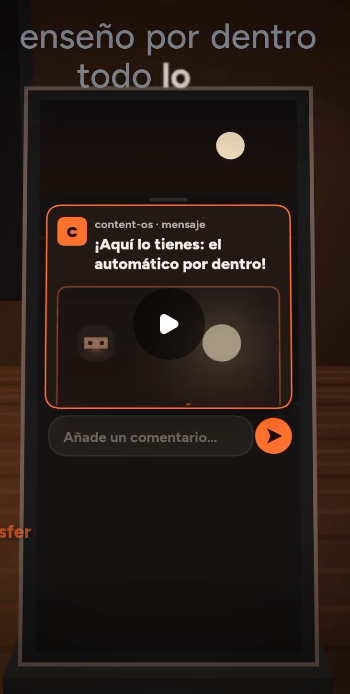 enseño por dentro
todo lo
C
content-os · mensaje
¡Aquí lo tienes: el
automático por dentro!
Añade un comentario...
sfer